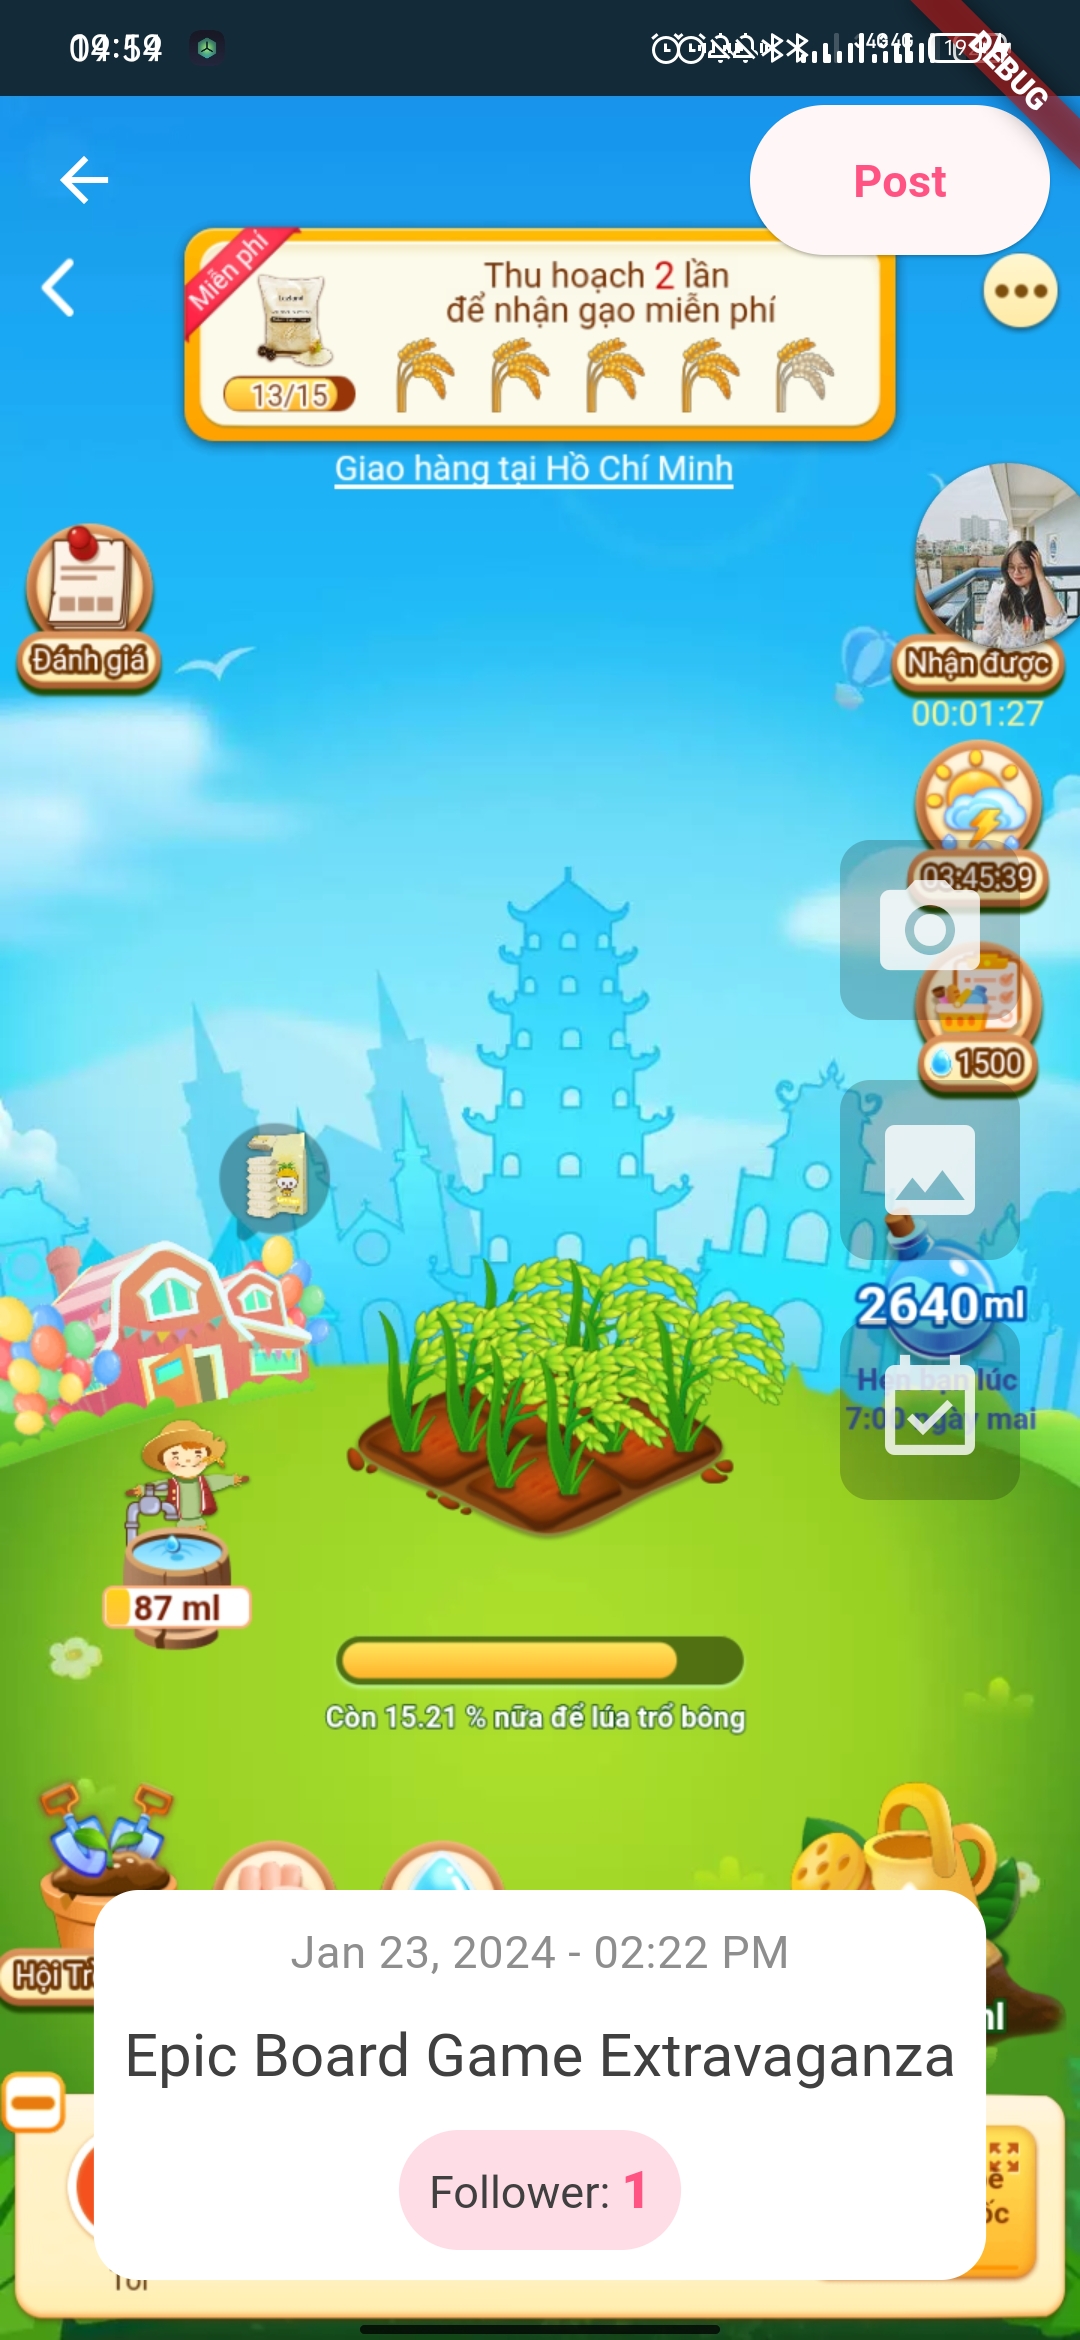 DEBUG
Post
Miễn phí
Thu hoạch 2 lần
để nhận gạo miễn phí
13/15
Giao hàng tại Hồ Chí Minh
Đánh giá
Nhận được
00:01:27
03:45:39
1500
2640ml
Hẹn bạn lúc
7:00 ngày mai
87 ml
Còn 15.21 % nữa để lúa trổ bông
Hội
Jan 23, 2024 - 02:22 PM
Epic Board Game Extravaganza
Follower: 1